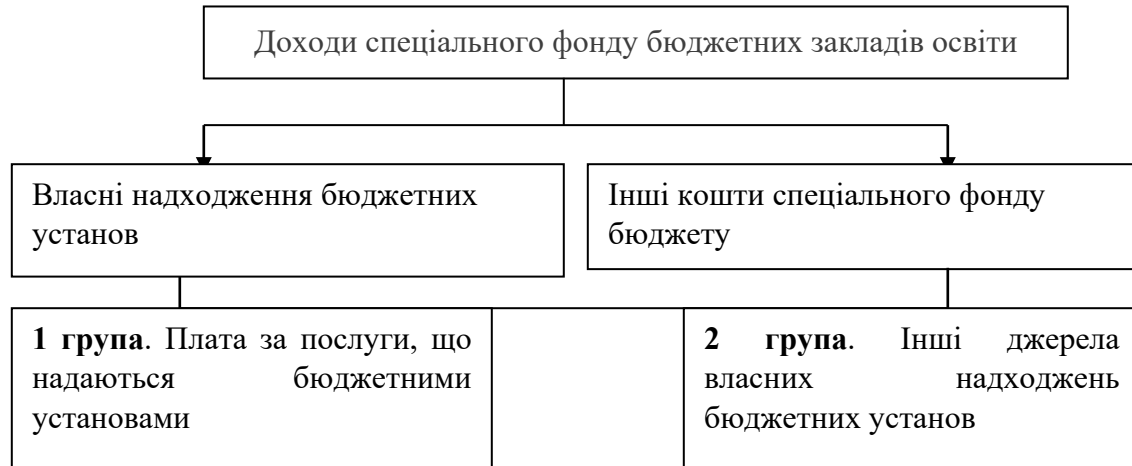 Доходи спеціального фонду бюджетних закладів освіти
Власні надходження бюджетних
установ
Інші кошти спеціального фонду
бюджету
1 група. Плата за послуги, що
надаються бюджетними
установами
2 група. Інші джерела
власних надходжень
бюджетних установ